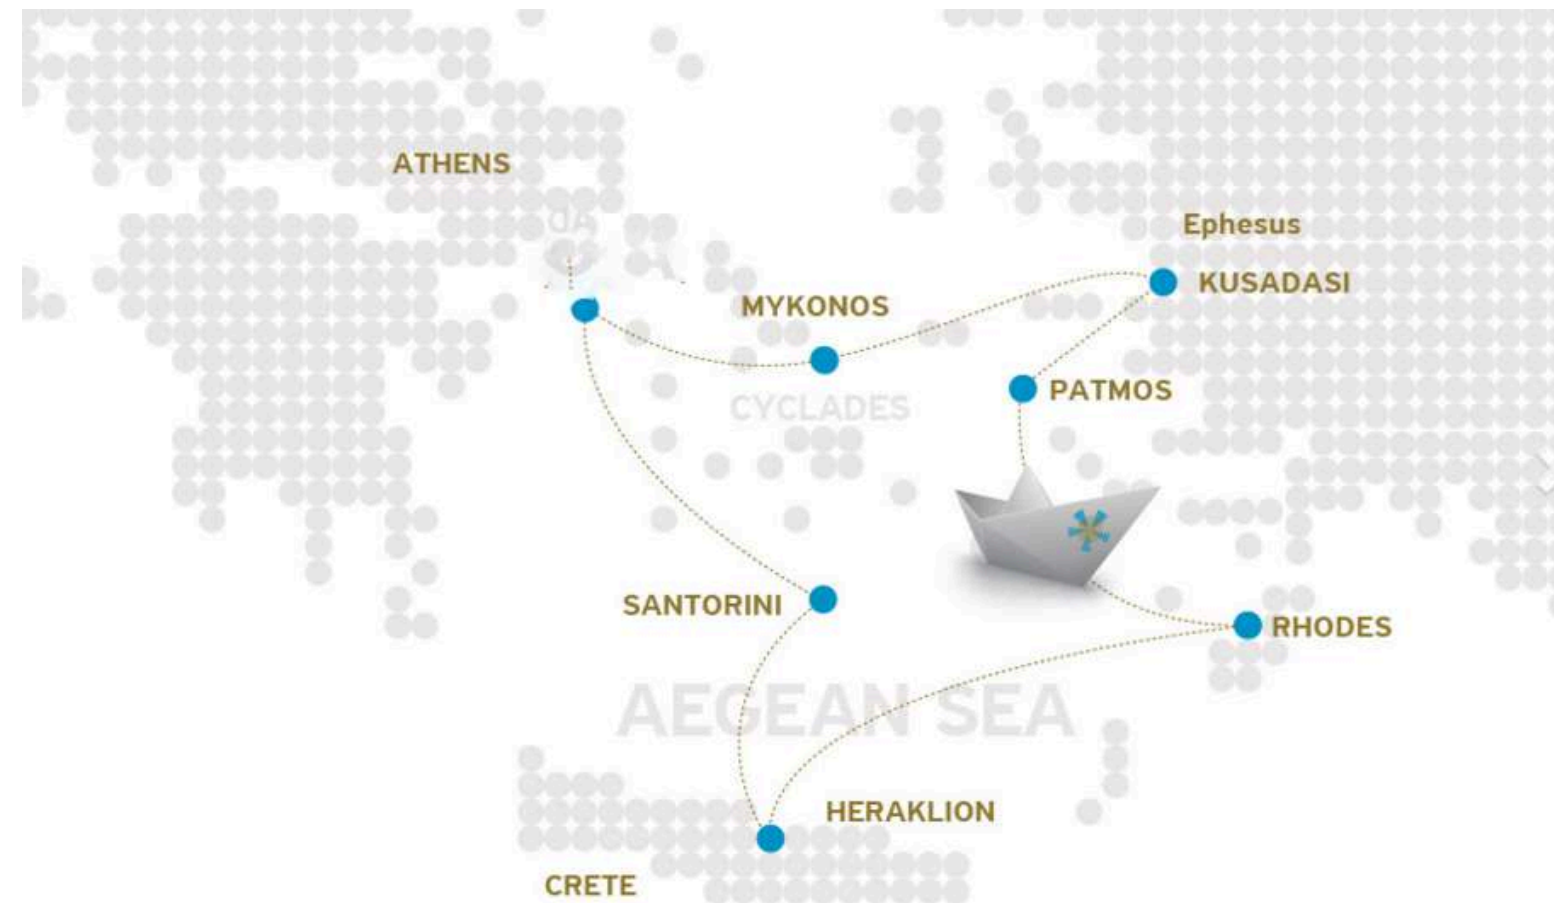 ATHENS
Ephesus
KUSADASI
MYKONOS
PATMOS
CYCLADES
SANTORINI
RHODES
AEGEAN SEA
HERAKLION
CRETE